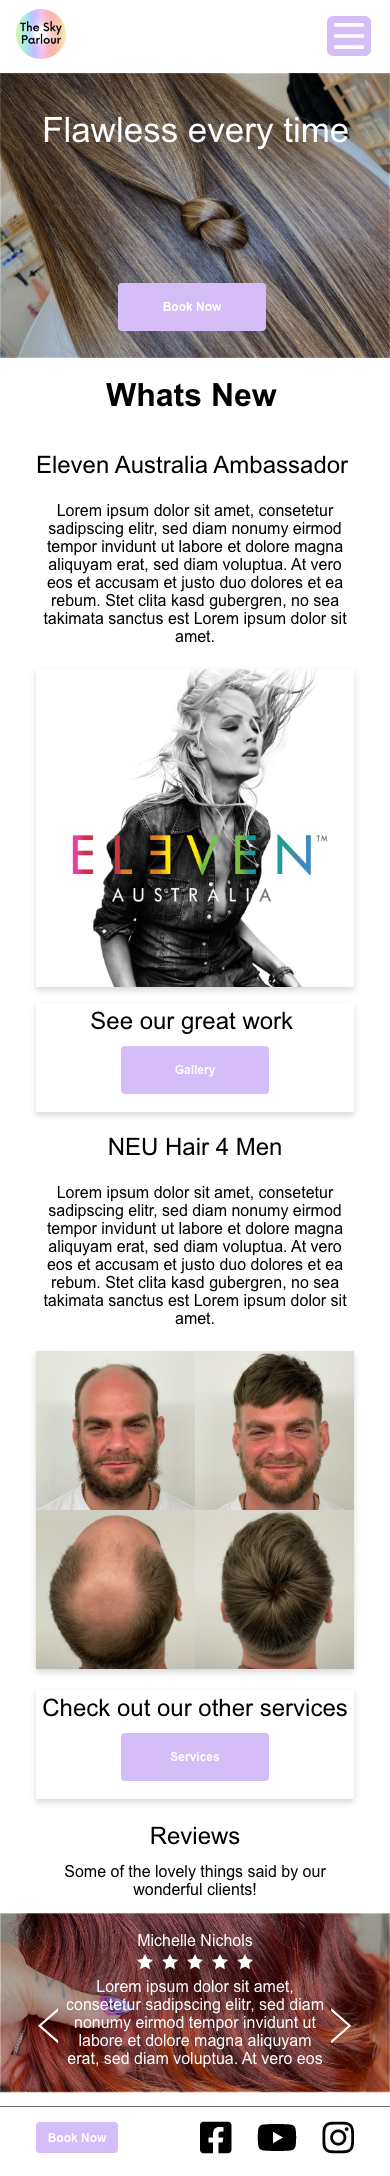 The Sky
Parlour
Flawless every time
Book Now
Whats New
Eleven Australia Ambassador
Lorem ipsum dolor sit amet, consetetur
sadipscing elitr, sed diam nonumy eirmod
tempor invidunt ut labore et dolore magna
aliquyam erat, sed diam voluptua. At vero
eos et accusam et justo duo dolores et ea
rebum. Stet clita kasd gubergren, no sea
takimata sanctus est Lorem ipsum dolor sit
amet.
ELEVEN™
AUSTRALIA
See our great work
Gallery
NEU Hair 4 Men
Lorem ipsum dolor sit amet, consetetur
sadipscing elitr, sed diam nonumy eirmod
tempor invidunt ut labore et dolore magna
aliquyam erat, sed diam voluptua. At vero
eos et accusam et justo duo dolores et ea
rebum. Stet clita kasd gubergren, no sea
takimata sanctus est Lorem ipsum dolor sit
amet.
Check out our other services
Services
Reviews
Some of the lovely things said by our
wonderful clients!
Michelle Nichols
Lorem ipsum dolor sit amet,
consetetur sadipscing elitr, sed diam
nonumy eirmod tempor invidunt ut
labore et dolore magna aliquyam
erat, sed diam voluptua. At vero eos
Book Now